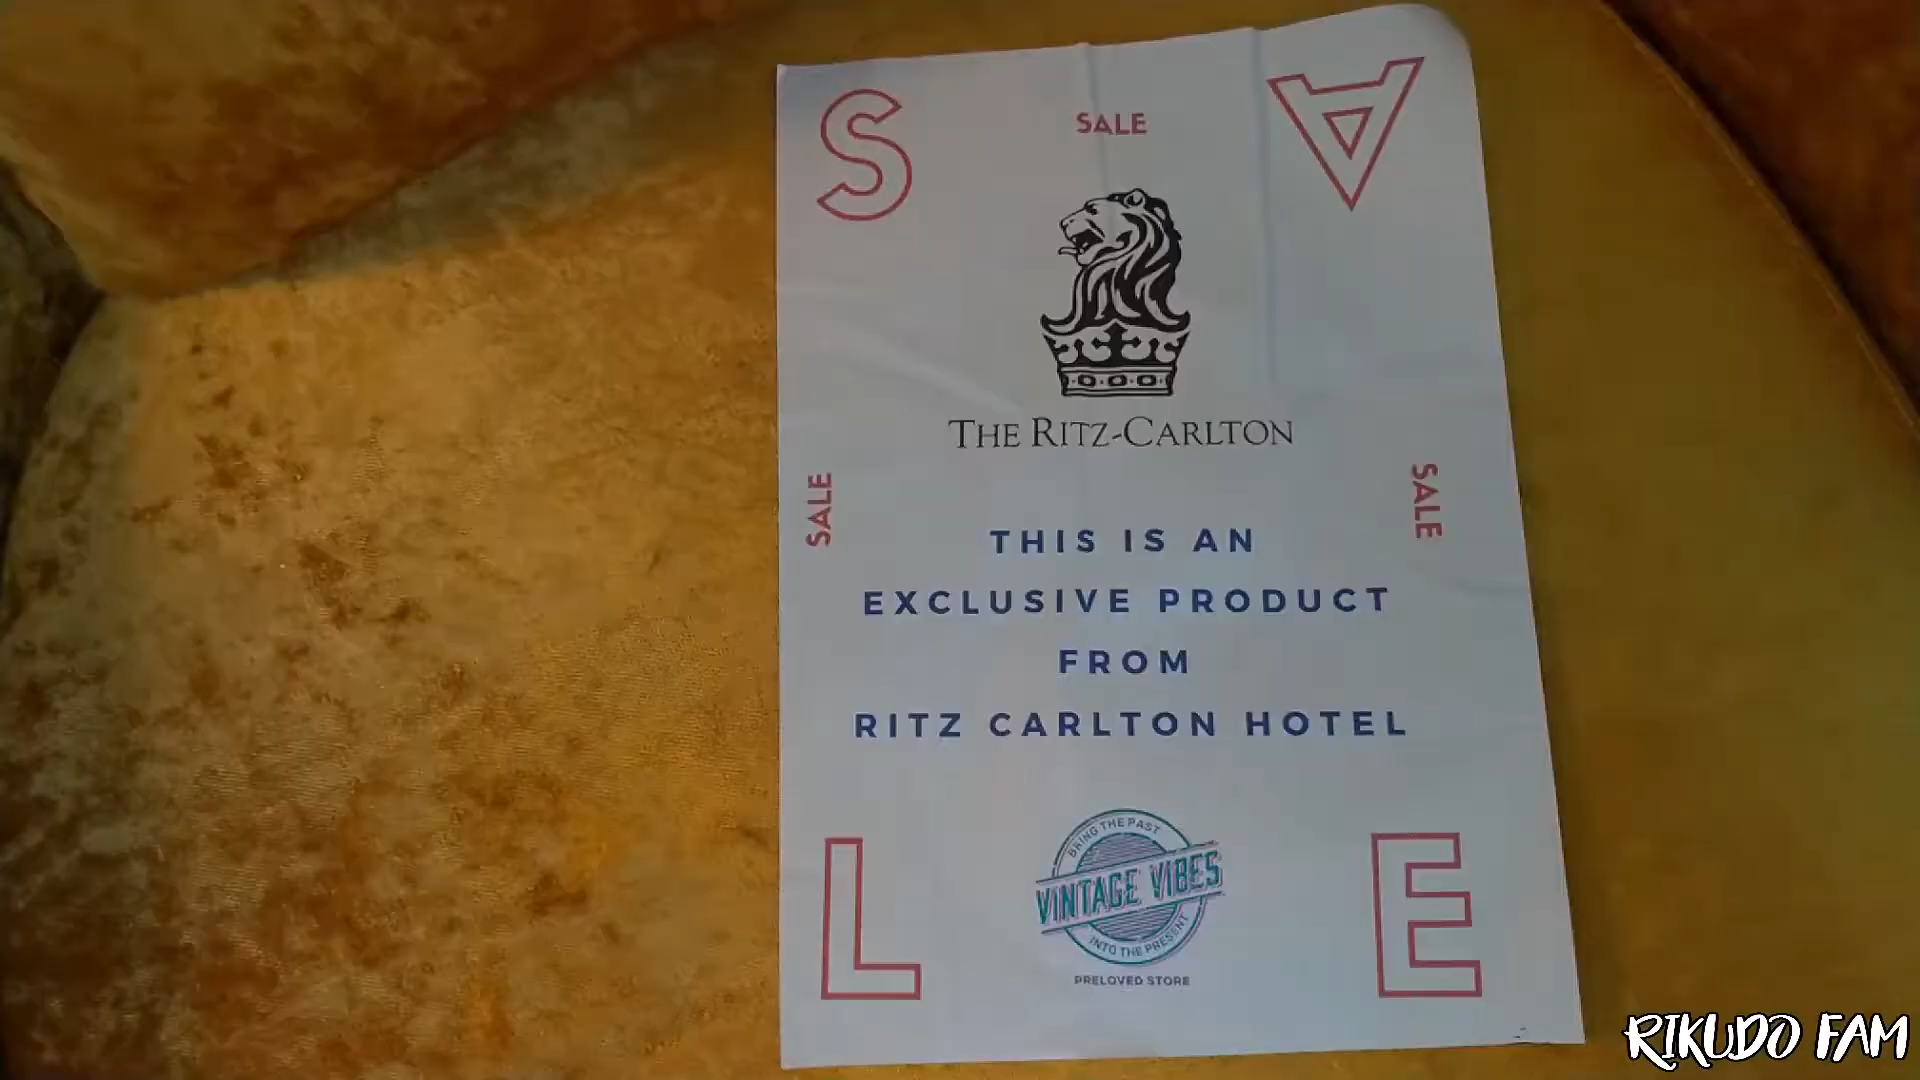 S
SALE
A
THE RITZ-CARLTON
SALE
SALE
THIS IS AN
EXCLUSIVE PRODUCT
FROM
RITZ CARLTON HOTEL
BRING THE PAST
VINTAGE VIBES
INTO THE PRESENT
PRELOVED STORE
L
E
RIKUDO FAM